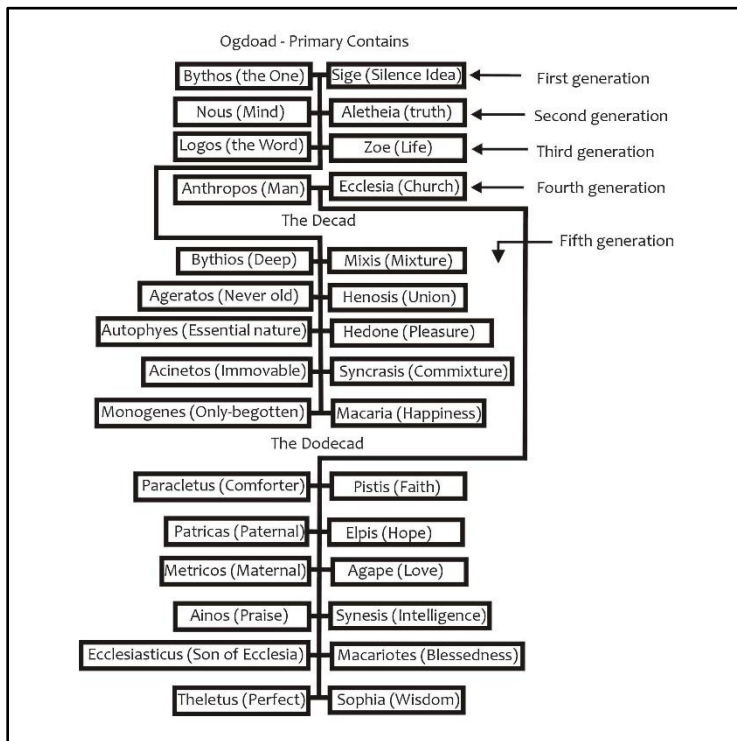 Ogdoad - Primary Contains
Bythos (the One) Sige (Silence Idea) First generation
Nous (Mind) Aletheia (truth) Second generation
Logos (the Word) Zoe (Life) Third generation
Anthropos (Man) Ecclesia (Church) Fourth generation
The Decad
Fifth generation
Bythios (Deep) Mixis (Mixture)
Ageratos (Never old) Henosis (Union)
Autophyes (Essential nature) Hedone (Pleasure)
Acinetos (Immovable) Syncrasis (Commixture)
Monogenes (Only-begotten) Macaria (Happiness)
The Dodecad
Paracletus (Comforter) Pistis (Faith)
Patricas (Paternal) Elpis (Hope)
Metricos (Maternal) Agape (Love)
Ainos (Praise) Synesis (Intelligence)
Ecclesiasticus (Son of Ecclesia) Macariotes (Blessedness)
Theletus (Perfect) Sophia (Wisdom)